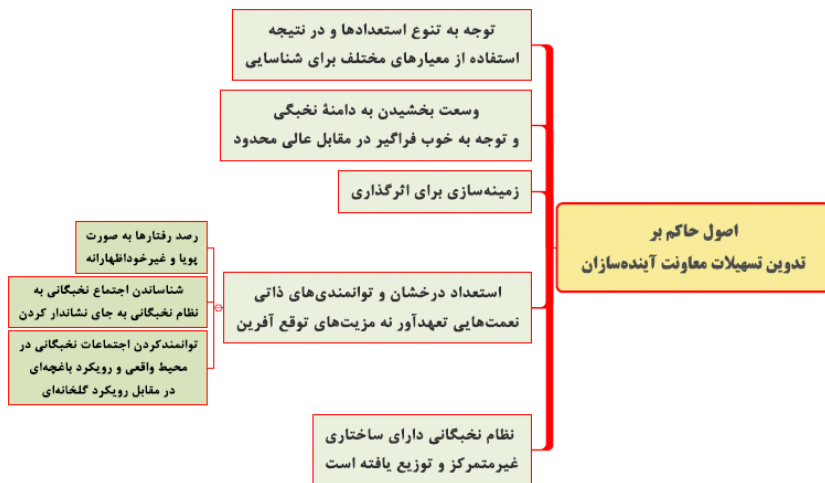 اصول حاکم بر
تدوین تسهیلات معاونت آینده‌سازان
توجه به تنوع استعدادها و در نتیجه
استفاده از معیارهای مختلف برای شناسایی
وسعت بخشیدن به دامنهٔ نخبگی
و توجه به خوب فراگیر در مقابل عالی محدود
زمینه‌سازی برای اثرگذاری
استعداد درخشان و توانمندی‌های ذاتی
نعمت‌هایی تعهدآور نه مزیت‌های توقع آفرین
رصد رفتارها به صورت
پویا و غیرخوداظهارانه
شناساندن اجتماع نخبگانی به
نظام نخبگانی به جای نشاندار کردن
توانمندکردن اجتماعات نخبگانی در
محیط واقعی و رویکرد باغچه‌ای
در مقابل رویکرد گلخانه‌ای
نظام نخبگانی دارای ساختاری
غیرمتمرکز و توزیع یافته است